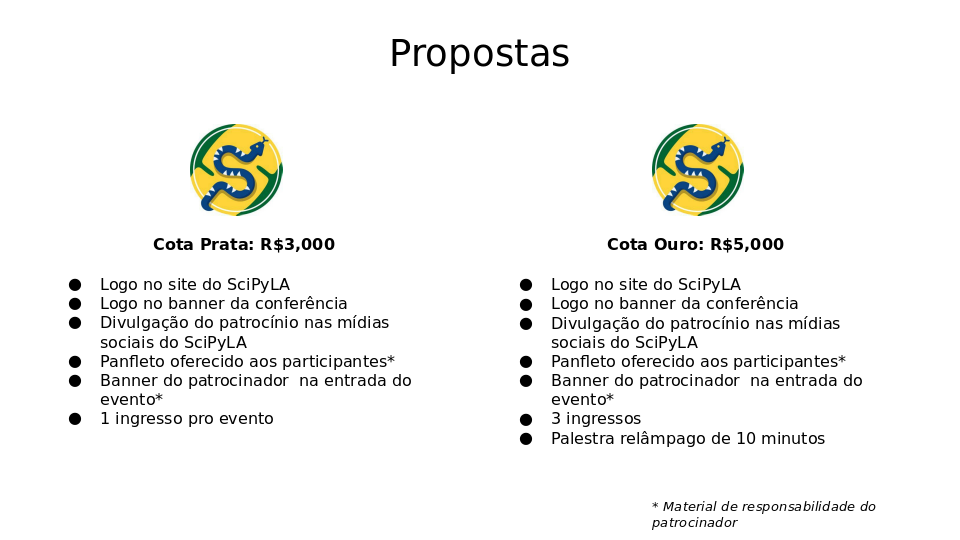 Propostas
Cota Prata: R$3,000
● Logo no site do SciPyLA
● Logo no banner da conferência
● Divulgação do patrocínio nas mídias
sociais do SciPyLA
● Panfleto oferecido aos participantes*
● Banner do patrocinador  na entrada do
evento*
● 1 ingresso pro evento
Cota Ouro: R$5,000
● Logo no site do SciPyLA
● Logo no banner da conferência
● Divulgação do patrocínio nas mídias
sociais do SciPyLA
● Panfleto oferecido aos participantes*
● Banner do patrocinador  na entrada do
evento*
● 3 ingressos
● Palestra relâmpago de 10 minutos
* Material de responsabilidade do
patrocinador